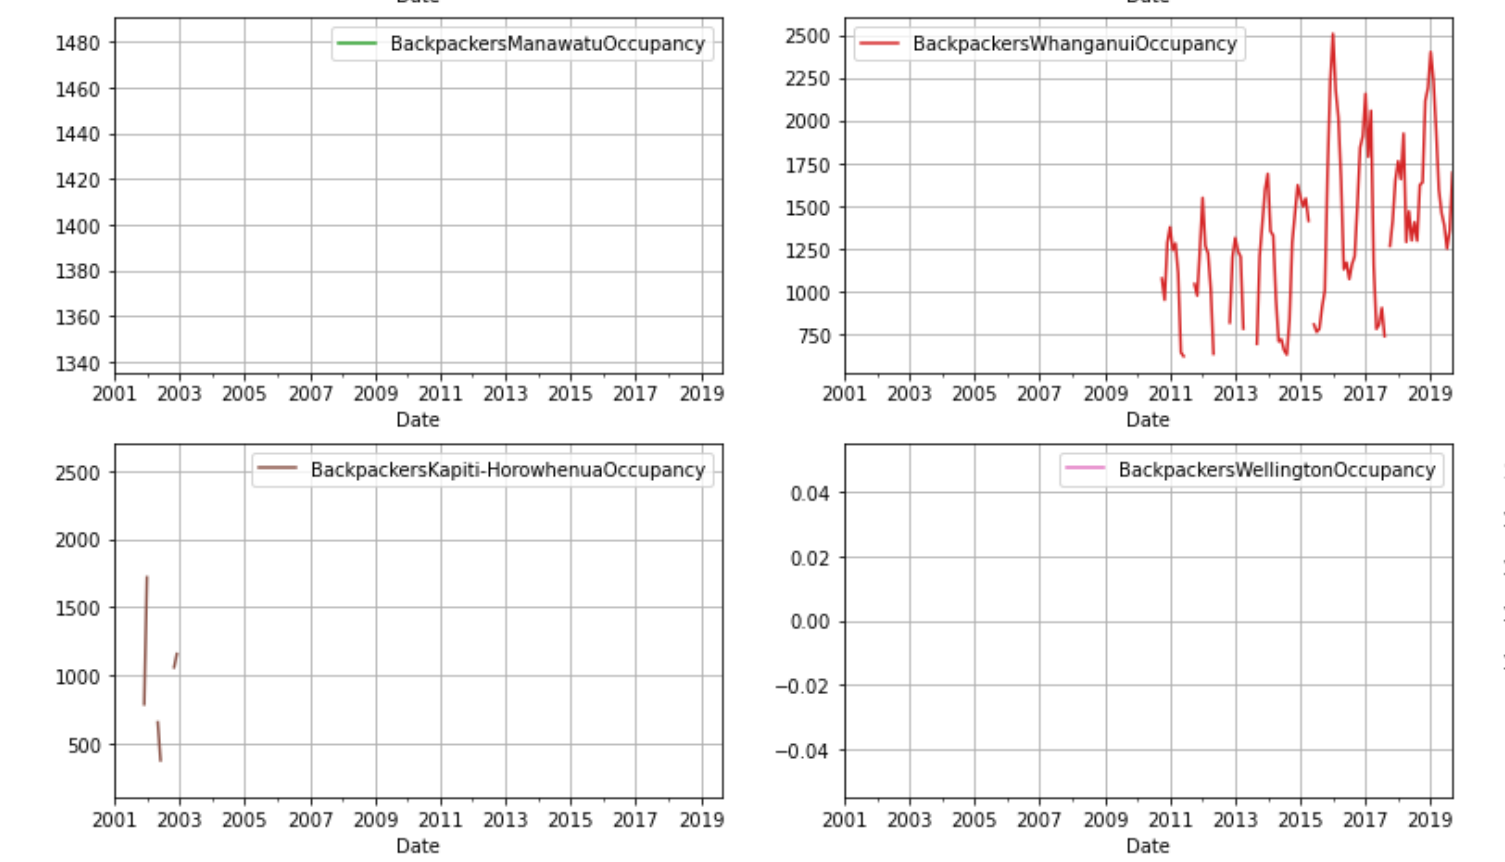 Date
Date
BackpackersManawatuOccupancy
1480
1460
1440
1420
1400
1380
1360
1340
2001 2003 2005 2007 2009 2011 2013 2015 2017 2019
Date
BackpackersWhanganuiOccupancy
2500
2250
2000
1750
1500
1250
1000
750
2001 2003 2005 2007 2009 2011 2013 2015 2017 2019
Date
BackpackersKapiti-HorowhenuaOccupancy
2500
2000
1500
1000
500
2001 2003 2005 2007 2009 2011 2013 2015 2017 2019
Date
BackpackersWellingtonOccupancy
0.04
0.02
0.00
−0.02
−0.04
2001 2003 2005 2007 2009 2011 2013 2015 2017 2019
Date